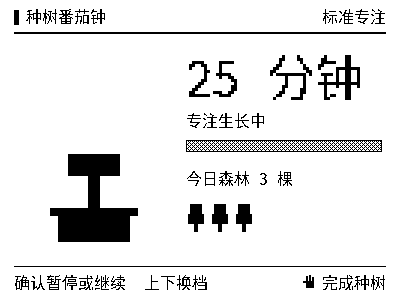 种树番茄钟 标准专注
25 分钟
专注生长中
今日森林 3 棵
确认暂停或继续 上下换档 完成种树